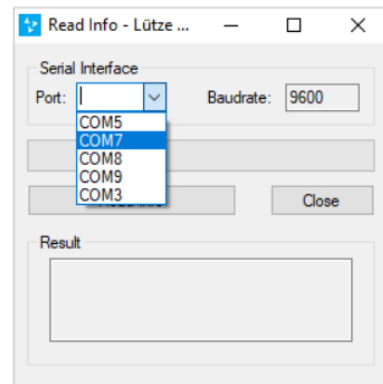 Read Info - Lütze ...
Serial Interface
Port: Baudrate: 9600
COM5
COM7
COM8
COM9
COM3
Close
Result